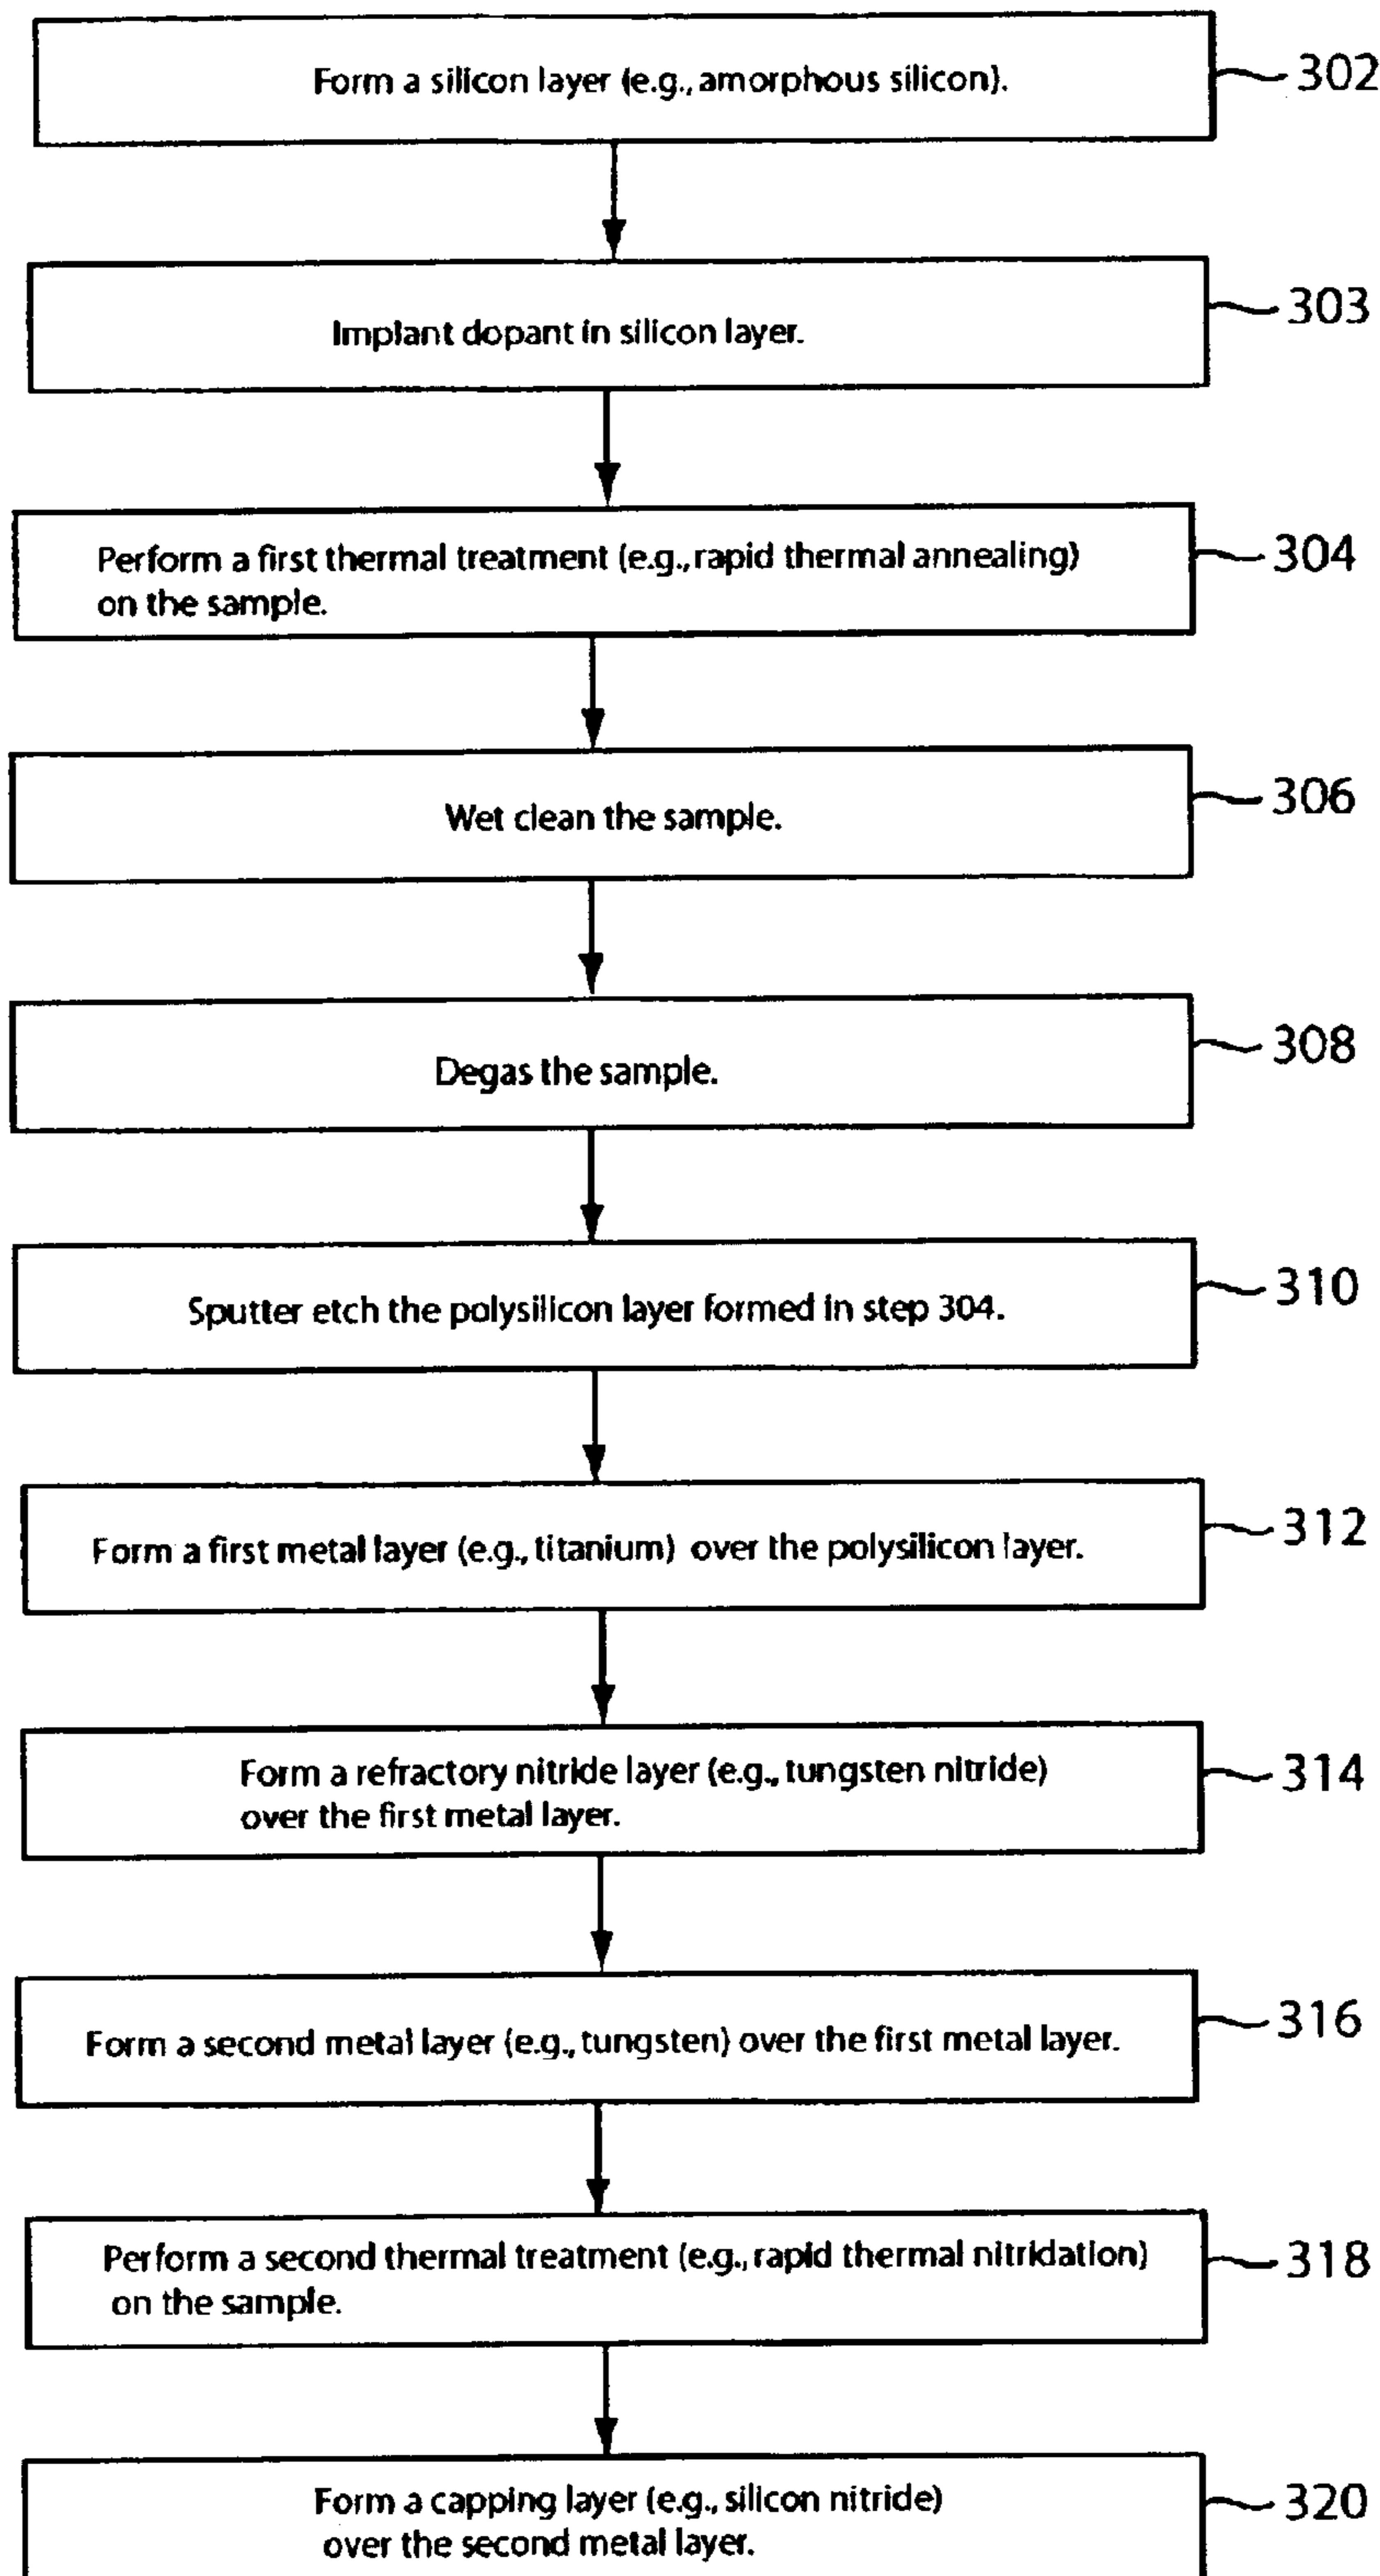 Form a silicon layer (e.g., amorphous silicon).
302
Implant dopant in silicon layer.
303
Perform a first thermal treatment (e.g., rapid thermal annealing)
on the sample.
304
Wet clean the sample.
306
Degas the sample.
308
Sputter etch the polysilicon layer formed in step 304.
310
Form a first metal layer (e.g., titanium) over the polysilicon layer.
312
Form a refractory nitride layer (e.g., tungsten nitride)
over the first metal layer.
314
Form a second metal layer (e.g., tungsten) over the first metal layer.
316
Perform a second thermal treatment (e.g., rapid thermal nitridation)
on the sample.
318
Form a capping layer (e.g., silicon nitride)
over the second metal layer.
320